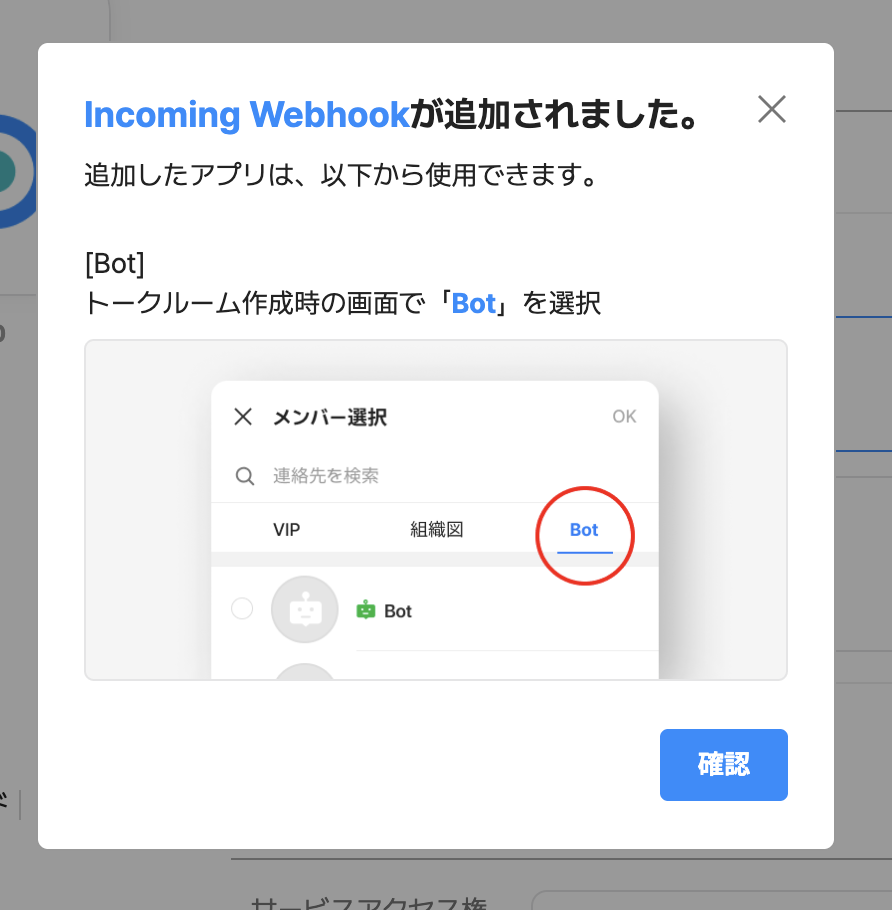 Incoming Webhookが追加されました。
追加したアプリは、以下から使用できます。
[Bot]
トークルーム作成時の画面で「Bot」を選択
メンバー選択
OK
連絡先を検索
VIP
組織図
Bot
Bot
確認
サービスアクセス権